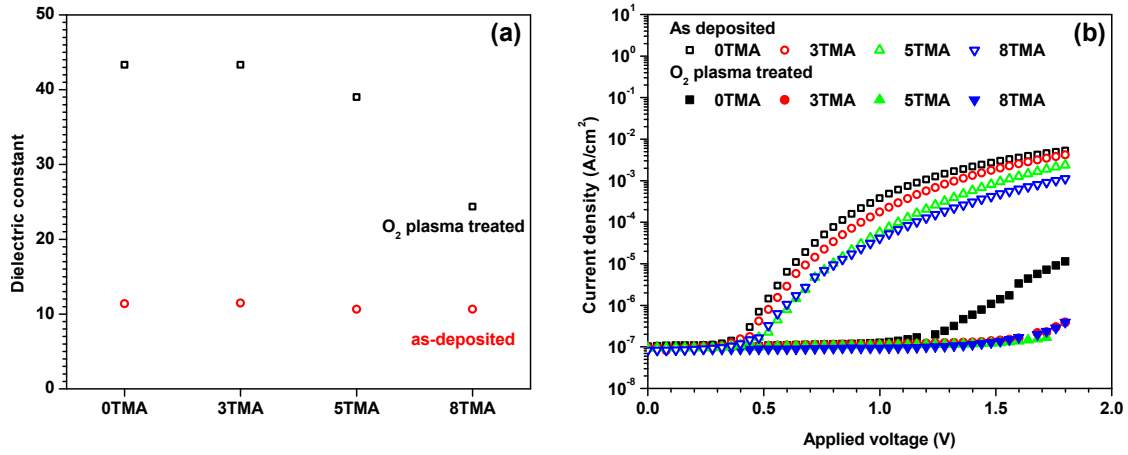 (a)
Dielectric constant
50
40
30
20
10
0
O2 plasma treated
as-deposited
0TMA 3TMA 5TMA 8TMA
(b)
As deposited
0TMA 3TMA 5TMA 8TMA
O2 plasma treated
0TMA 3TMA 5TMA 8TMA
Current density (A/cm2)
10^1
10^0
10^-1
10^-2
10^-3
10^-4
10^-5
10^-6
10^-7
10^-8
0.0 0.5 1.0 1.5 2.0
Applied voltage (V)